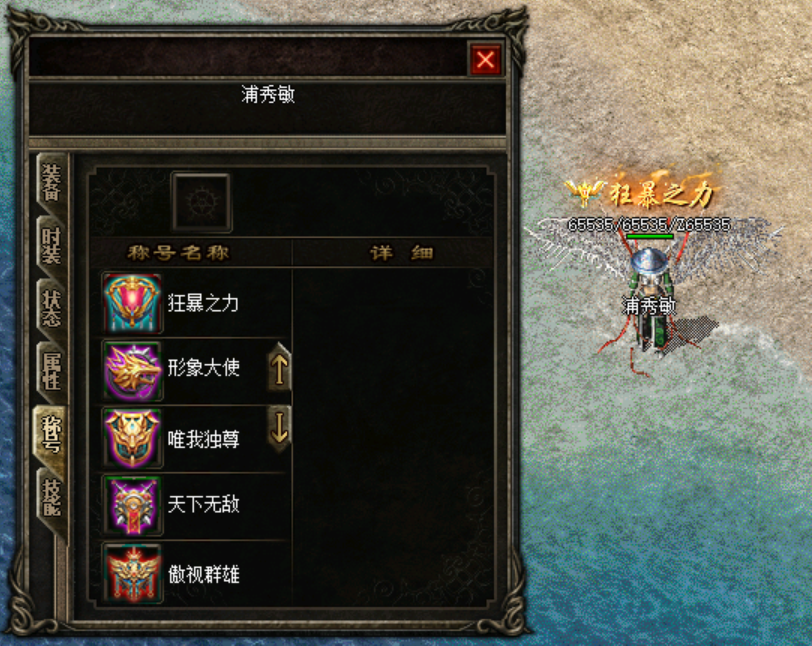 浦秀敏
装备
时装
状态
属性
称号
技能
称号名称 详细
狂暴之力
形象大使
唯我独尊
天下无敌
傲视群雄
狂暴之力
65535/65535/Z65535
浦秀敏